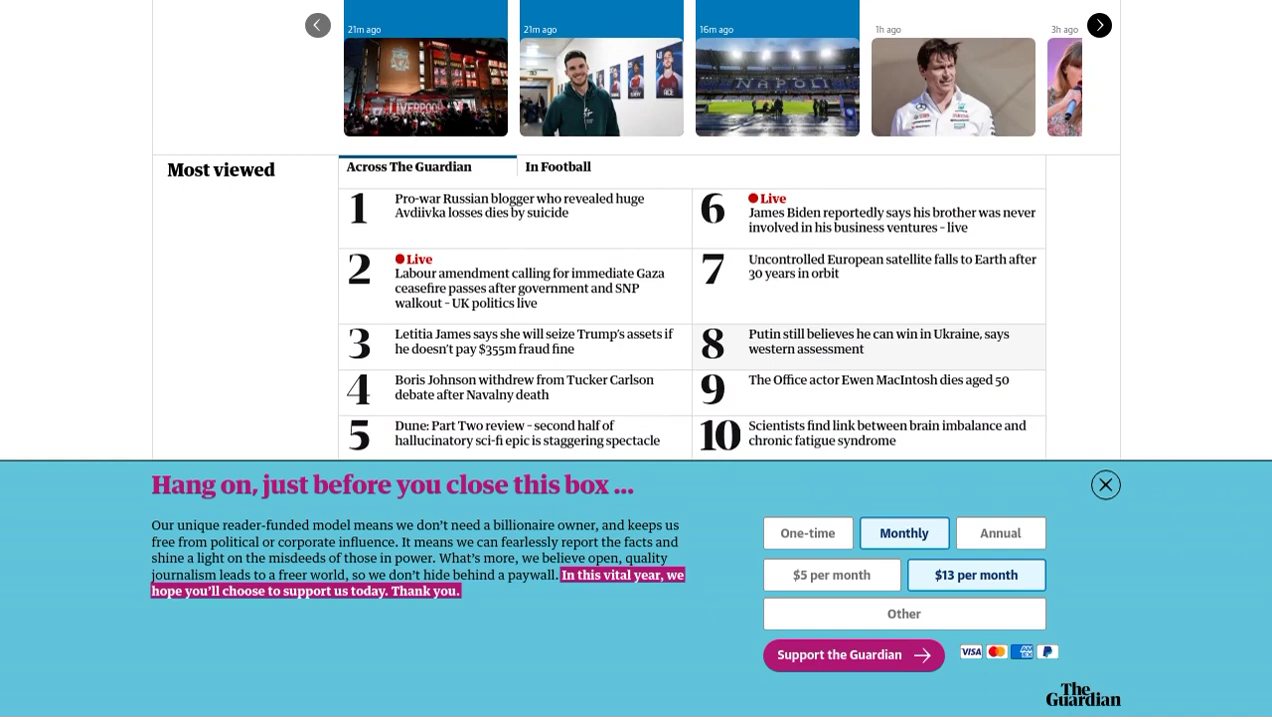 21m ago
21m ago
16m ago
1h ago
3h ago
LIVERPOOL
NAPOLI
Most viewed
Across The Guardian
In Football
1
Pro-war Russian blogger who revealed huge
Avdiivka losses dies by suicide
2
Live
Labour amendment calling for immediate Gaza
ceasefire passes after government and SNP
walkout – UK politics live
3
Letitia James says she will seize Trump’s assets if
he doesn’t pay $355m fraud fine
4
Boris Johnson withdrew from Tucker Carlson
debate after Navalny death
5
Dune: Part Two review – second half of
hallucinatory sci-fi epic is staggering spectacle
6
Live
James Biden reportedly says his brother was never
involved in his business ventures – live
7
Uncontrolled European satellite falls to Earth after
30 years in orbit
8
Putin still believes he can win in Ukraine, says
western assessment
9
The Office actor Ewen MacIntosh dies aged 50
10
Scientists find link between brain imbalance and
chronic fatigue syndrome
Hang on, just before you close this box ...
Our unique reader-funded model means we don’t need a billionaire owner, and keeps us
free from political or corporate influence. It means we can fearlessly report the facts and
shine a light on the misdeeds of those in power. What’s more, we believe open, quality
journalism leads to a freer world, so we don’t hide behind a paywall. In this vital year, we
hope you’ll choose to support us today. Thank you.
One-time
Monthly
Annual
$5 per month
$13 per month
Other
Support the Guardian
VISA
AMEX
The
Guardian